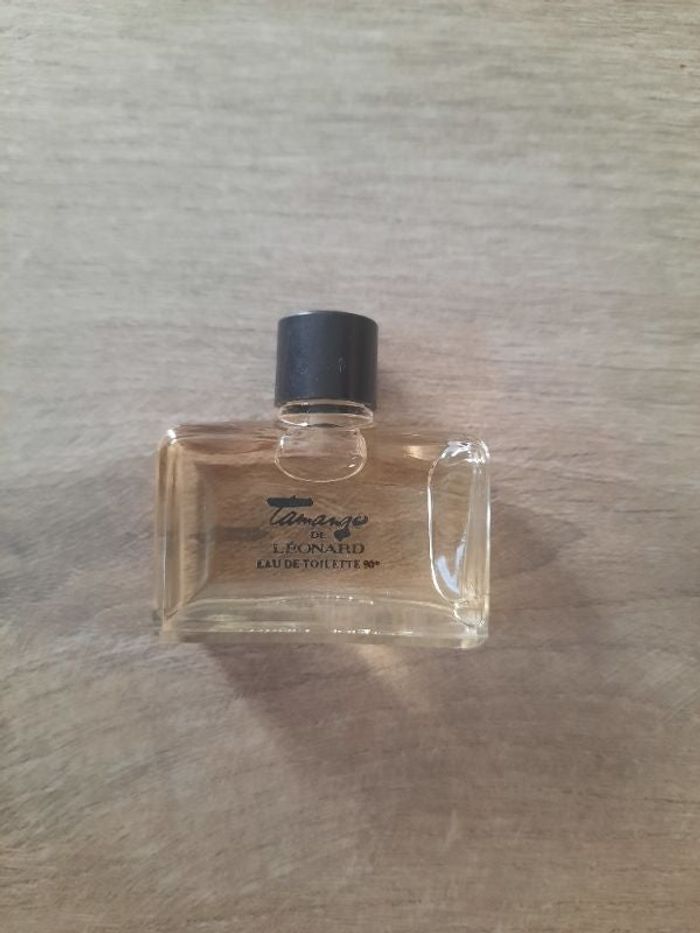 Tamango
DE
LÉONARD
EAU DE TOILETTE 90°